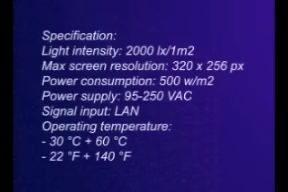 Specification:
Light intensity: 2000 lx/1m2
Max screen resolution: 320 x 256 px
Power consumption: 500 w/m2
Power supply: 95-250 VAC
Signal input: LAN
Operating temperature:
- 30 °C + 60 °C
- 22 °F + 140 °F